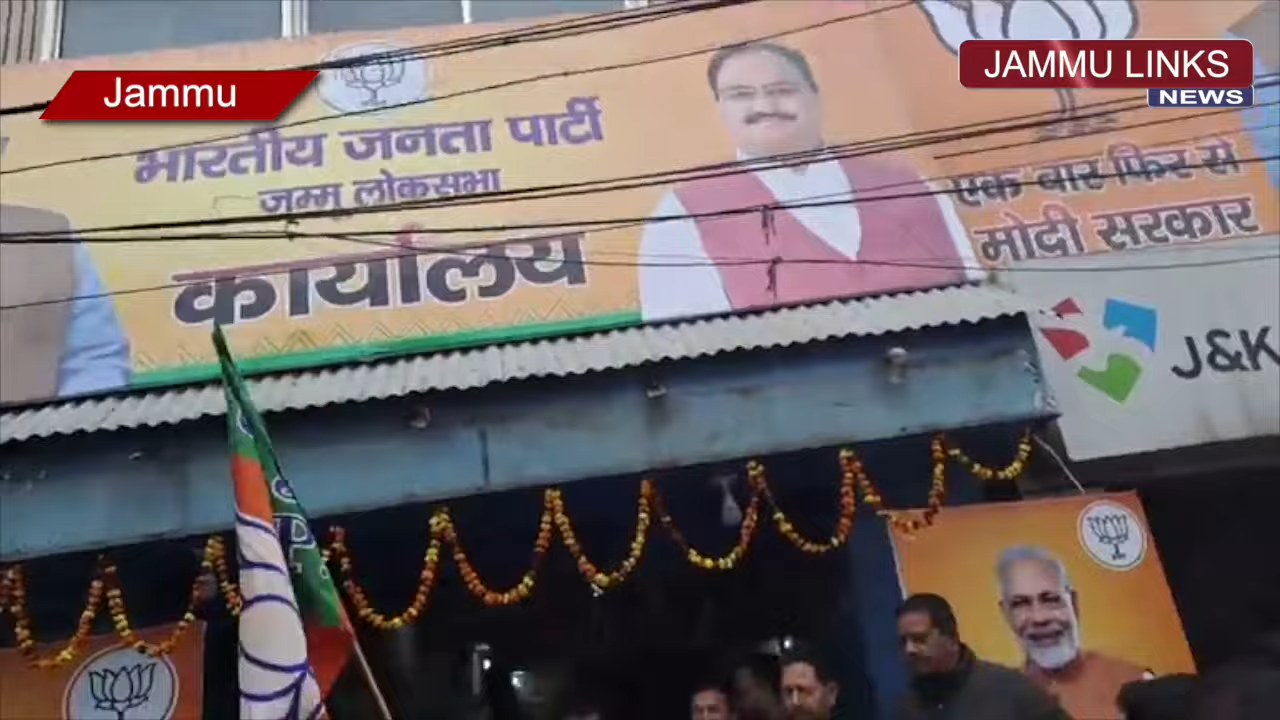 Jammu
JAMMU LINKS
NEWS
भारतीय जनता पार्टी
जम्मू लोकसभा
कार्यालय
एक बार फिर से
मोदी सरकार
J&K